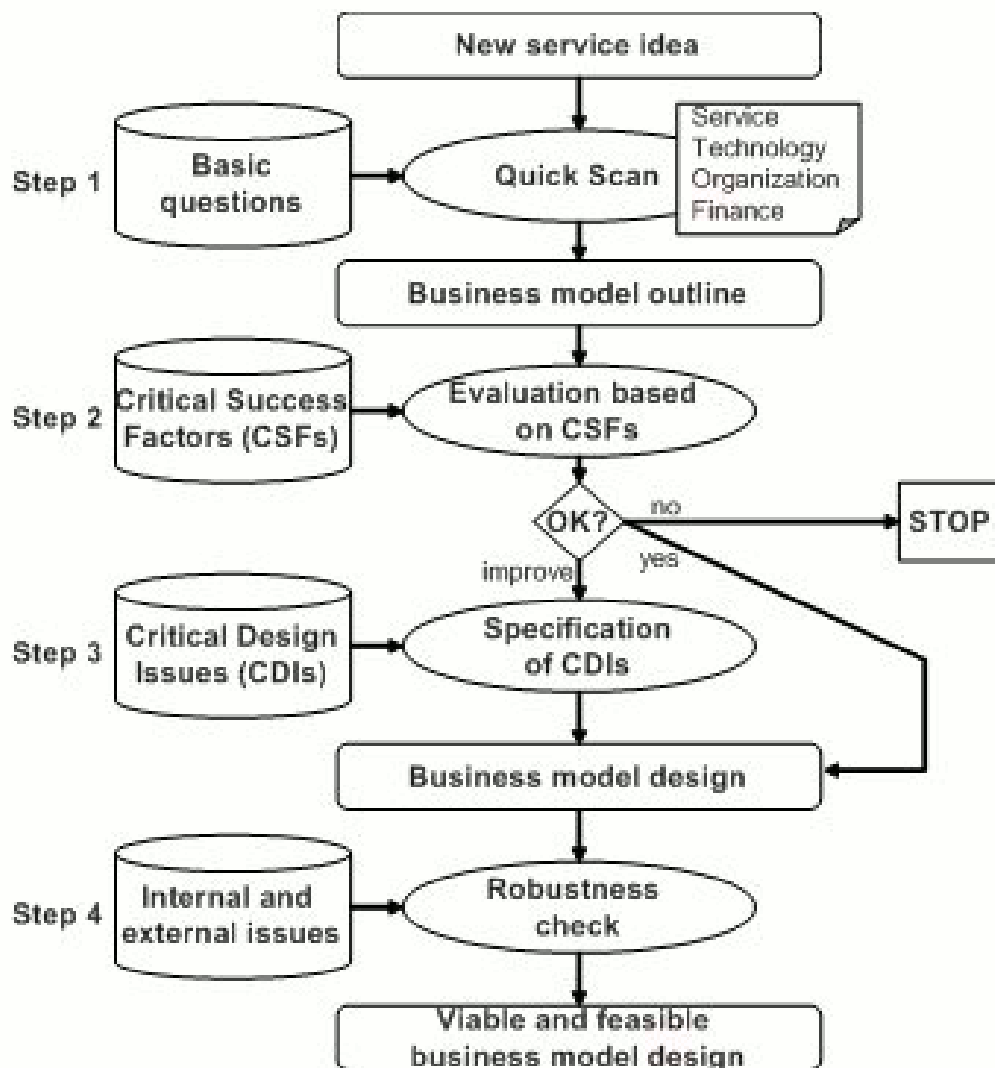 New service idea
Service
Technology
Organization
Finance
Step 1
Basic
questions
Quick Scan
Business model outline
Step 2
Critical Success
Factors (CSFs)
Evaluation based
on CSFs
OK?
no
STOP
yes
improve
Step 3
Critical Design
Issues (CDIs)
Specification
of CDIs
Business model design
Step 4
Internal and
external issues
Robustness
check
Viable and feasible
business model design